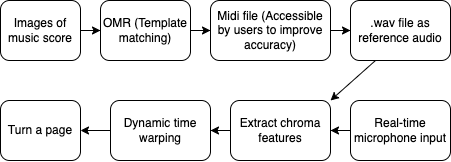 Images of
music score
OMR (Template
matching)
Midi file (Accessible
by users to improve
accuracy)
.wav file as
reference audio
Turn a page
Dynamic time
warping
Extract chroma
features
Real-time
microphone input